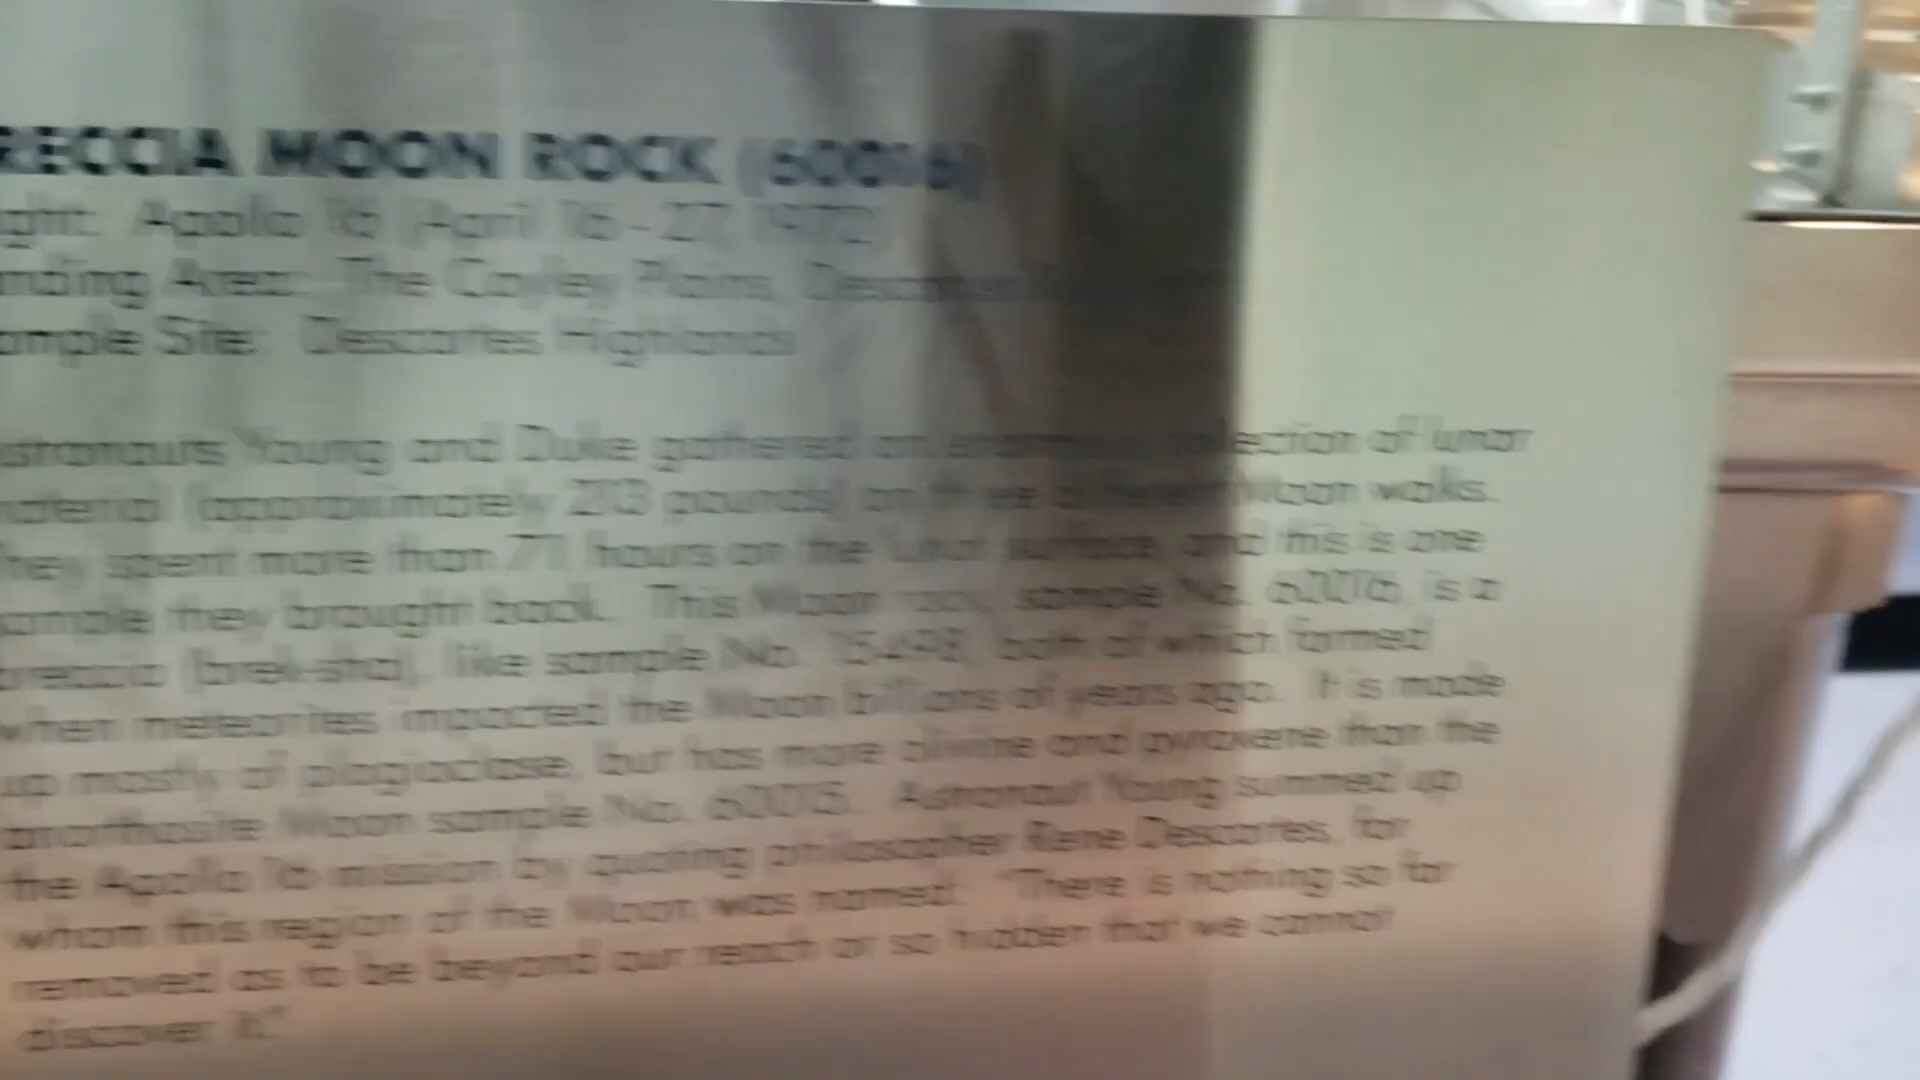 RECCIA MOON ROCK (60016)
ght: Apollo 16 (April 16 - 27, 1972)
nding Area: The Cayley Plains,
ample Site: Descartes Highlands
stronauts Young and Duke gathered an enormous collection of lunar
aterial (approximately 213 pounds) on three different Moon walks.
hey spent more than 71 hours on the lunar surface, and this is one
ample they brought back. This Moon rock, sample No. 60016, is a
breccia (brek-sha), like sample No. 15498, both of which formed
when meteorites impacted the Moon billions of years ago. It is made
up mostly of plagioclase, but has more olivine and pyroxene than the
anorthosite Moon sample No. 60015. Astronaut Young summed up
the Apollo 16 mission by quoting philosopher Rene Descartes, for
whom this region of the Moon was named: "There is nothing so far
removed as to be beyond our reach or so hidden that we cannot
discover it."